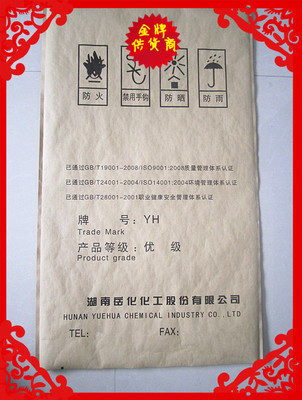 金牌
供货商
防火
禁用手钩
防晒
防雨
已通过GB/T19001-2008/ISO9001:2008质量管理体系认证
已通过GB/T24001-2004/ISO14001:2004环境管理体系认证
已通过GB/T28001-2001职业健康安全管理体系认证
牌 号: YH
Trade Mark
产品等级: 优 级
Product grade
湖南岳化化工股份有限公司
HUNAN YUEHUA CHEMICAL INDUSTRY CO., LTD
TEL: FAX: